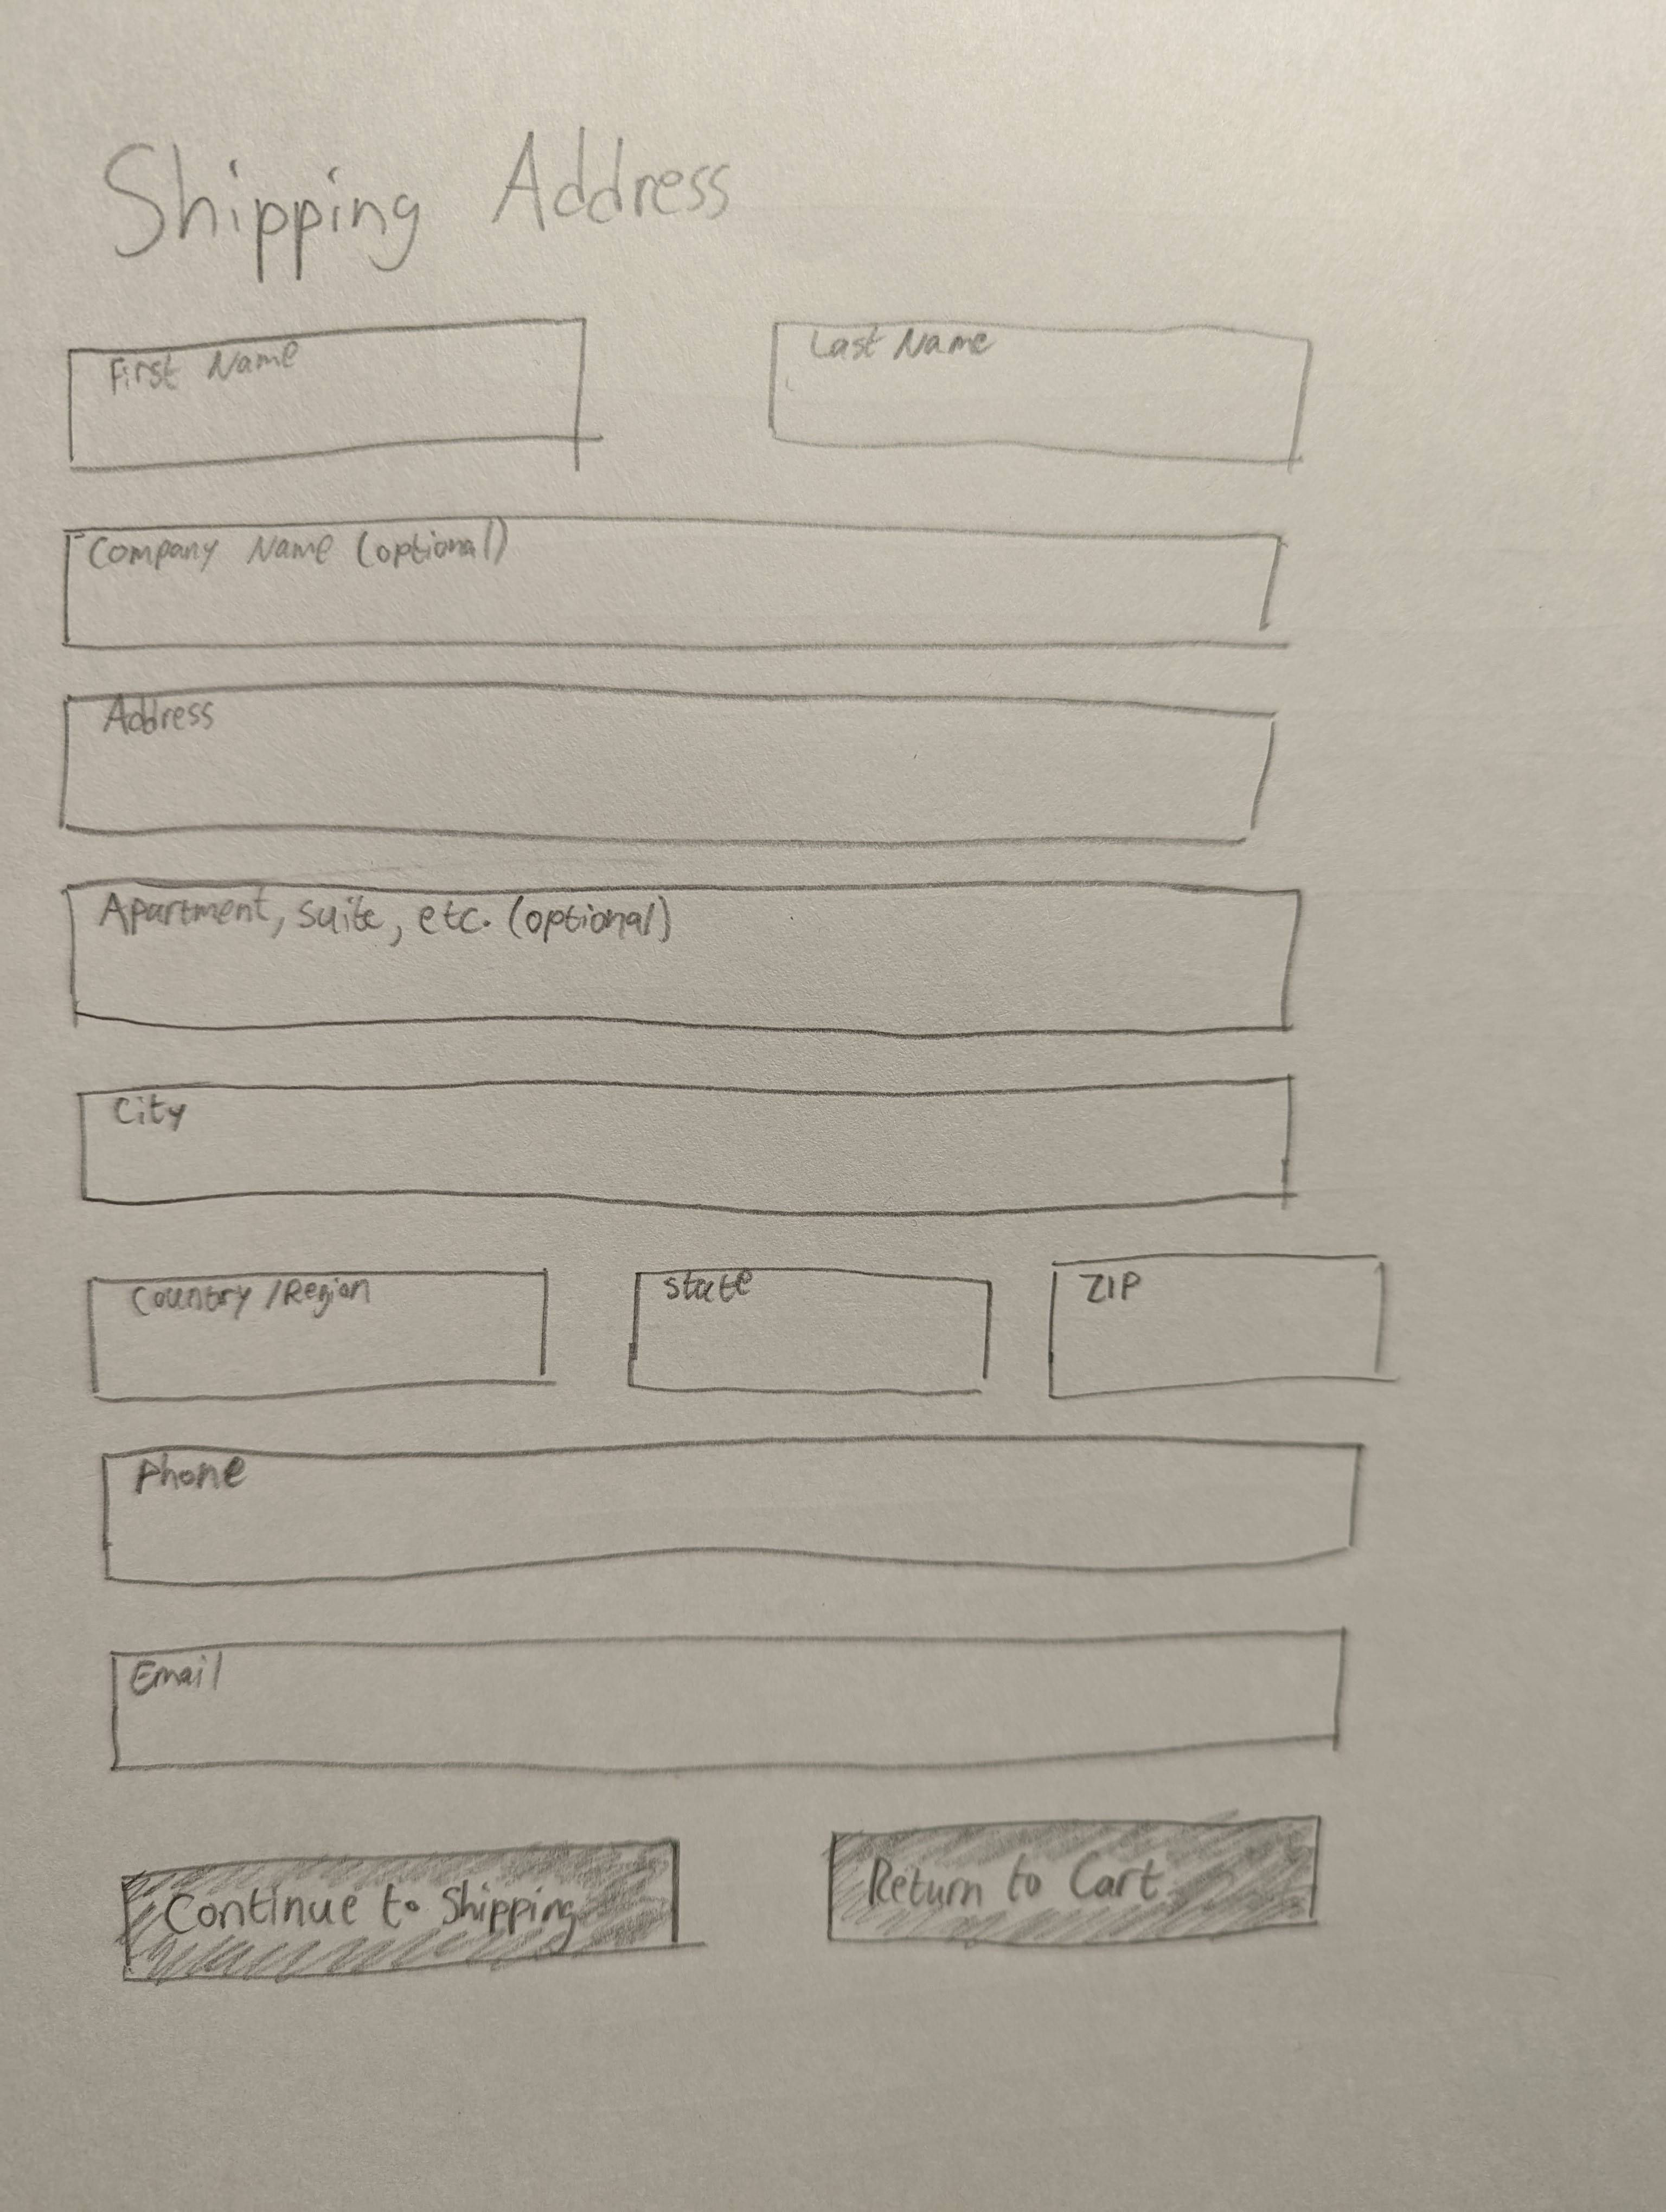 Shipping Address
First Name
Last Name
Company Name (optional)
Address
Apartment, suite, etc. (optional)
City
Country/Region
State
ZIP
Phone
Email
Continue to Shipping
Return to Cart